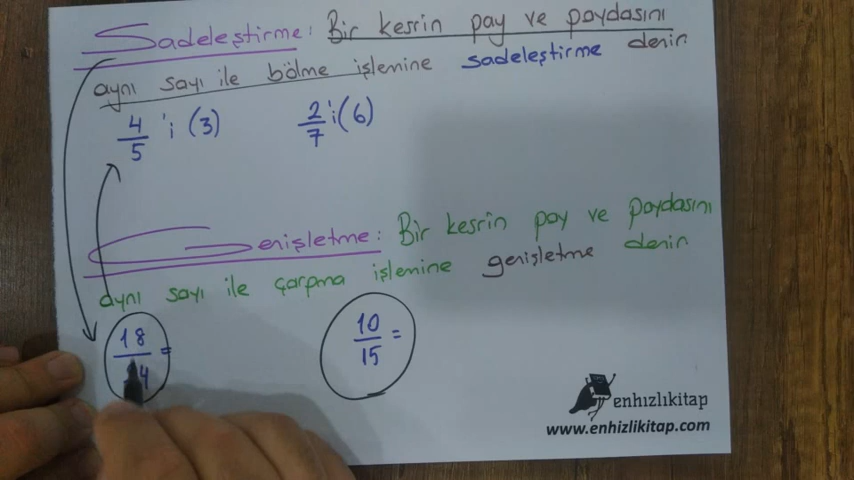 Sadeleştirme: Bir kesrin pay ve paydasını
aynı sayı ile bölme işlemine sadeleştirme denir
4/5 'i (3) 2/7 'i (6)
Genişletme: Bir kesrin pay ve paydasını
aynı sayı ile çarpma işlemine genişletme denir
18/ = 10/15 =
enhızlıkitap
www.enhizlikitap.com